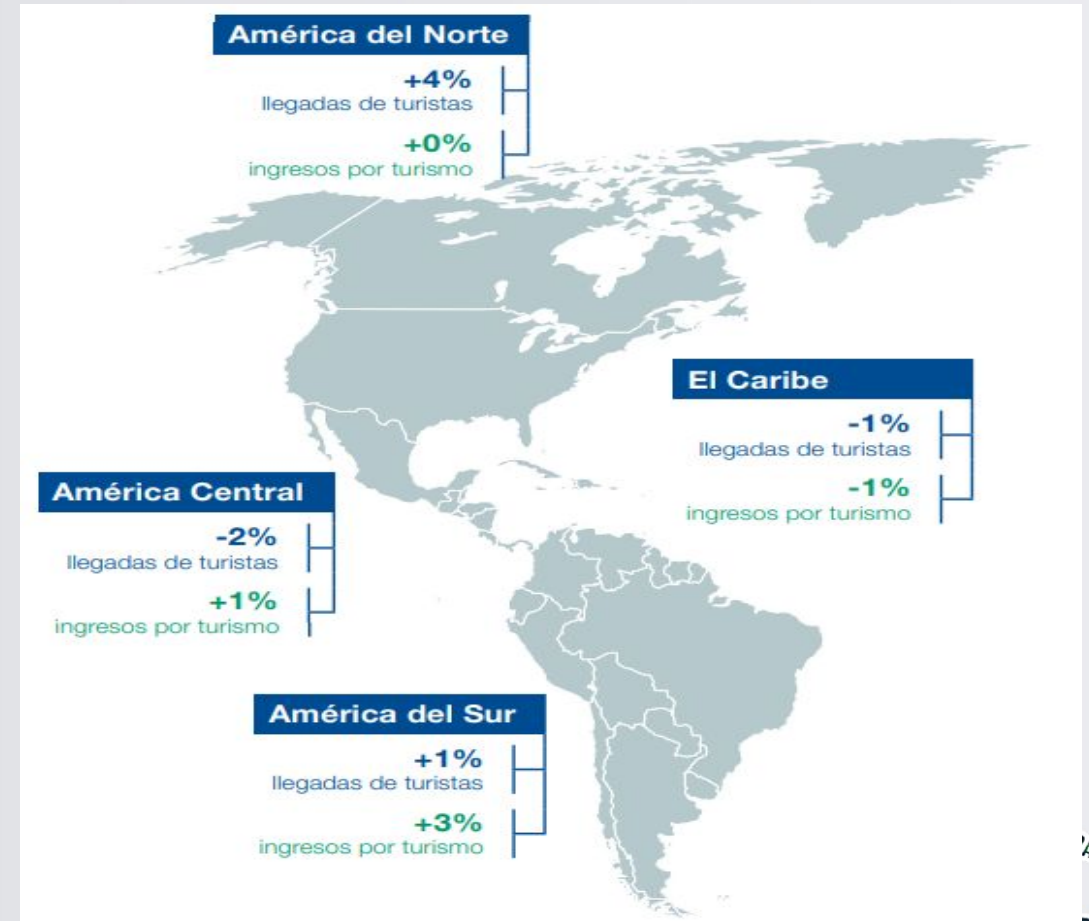 América del Norte
+4%
llegadas de turistas
+0%
ingresos por turismo
El Caribe
-1%
llegadas de turistas
-1%
ingresos por turismo
América Central
-2%
llegadas de turistas
+1%
ingresos por turismo
América del Sur
+1%
llegadas de turistas
+3%
ingresos por turismo